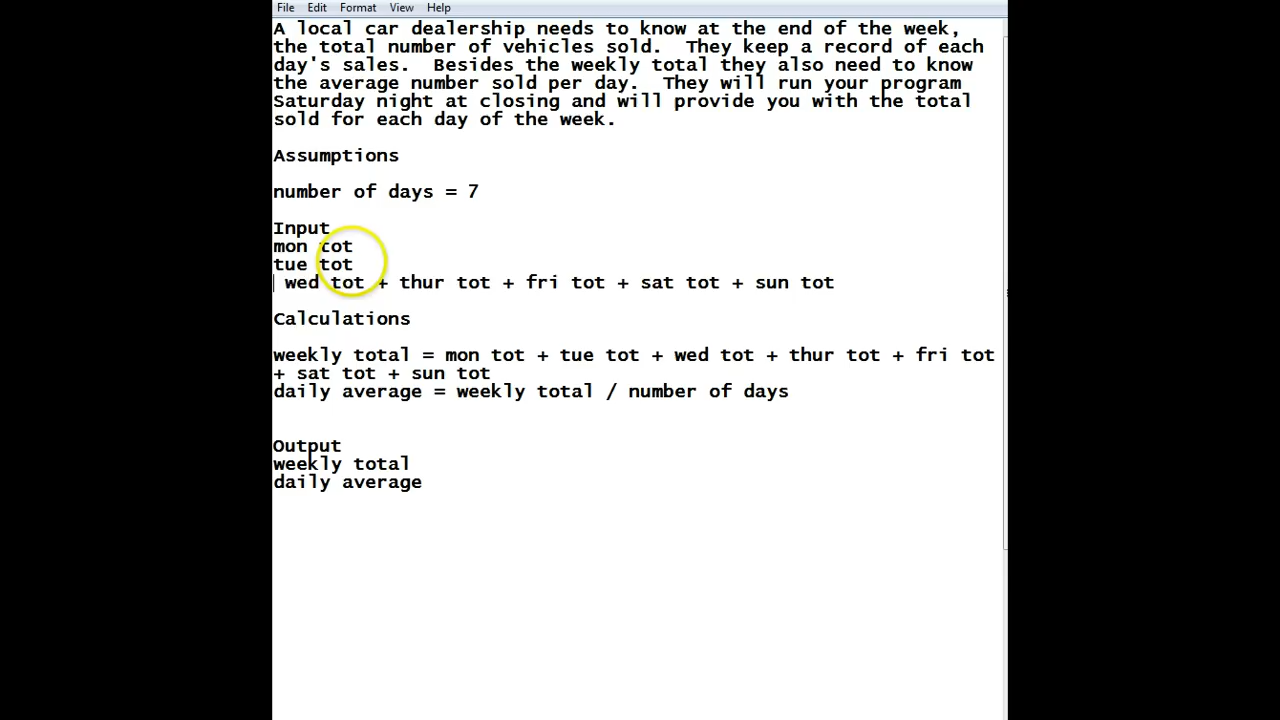 File Edit Format View Help
A local car dealership needs to know at the end of the week,
the total number of vehicles sold.  They keep a record of each
day's sales.  Besides the weekly total they also need to know
the average number sold per day.  They will run your program
Saturday night at closing and will provide you with the total
sold for each day of the week.
Assumptions
number of days = 7
Input
mon tot
tue tot
wed tot + thur tot + fri tot + sat tot + sun tot
Calculations
weekly total = mon tot + tue tot + wed tot + thur tot + fri tot
+ sat tot + sun tot
daily average = weekly total / number of days
Output
weekly total
daily average